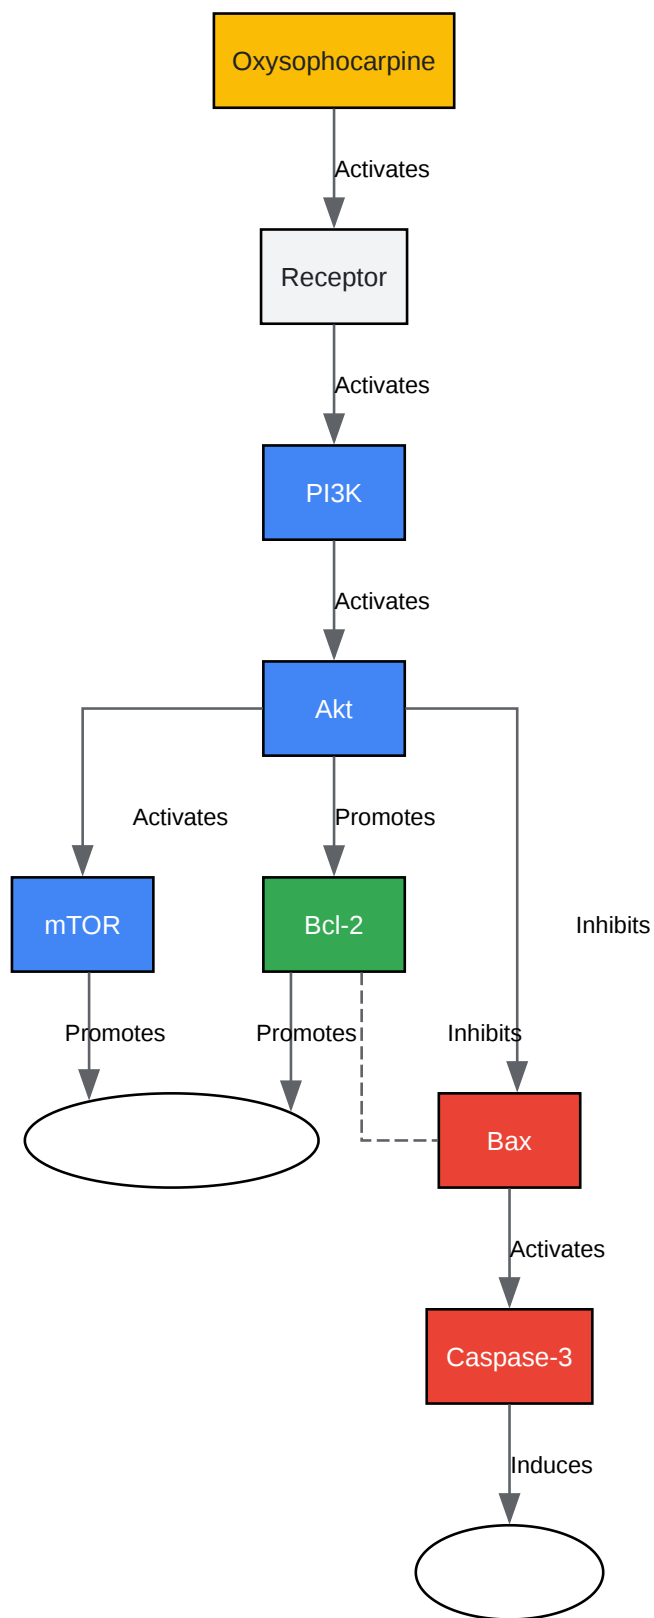 Oxysophocarpine
Activates
Receptor
Activates
PI3K
Activates
Akt
Activates
Promotes
mTOR
Bcl-2
Inhibits
Promotes
Promotes
Inhibits
Bax
Activates
Caspase-3
Induces